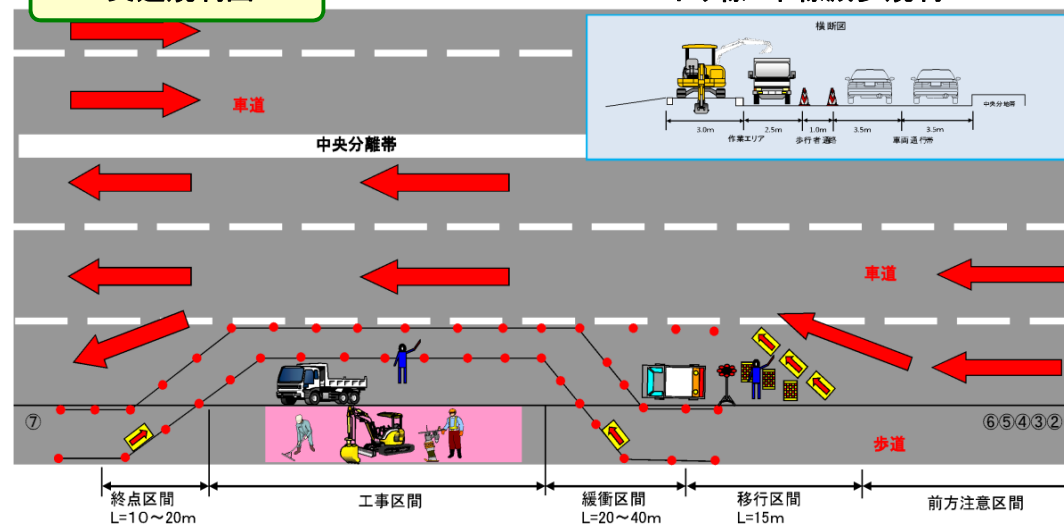 横断図
中央分離帯
3.0m
2.5m
1.0m
3.5m
3.5m
作業エリア
歩行者通路
車両通行帯
車道
中央分離帯
車道
⑦
⑥⑤④③②
歩道
終点区間
L=10～20m
工事区間
緩衝区間
L=20～40m
移行区間
L=15m
前方注意区間